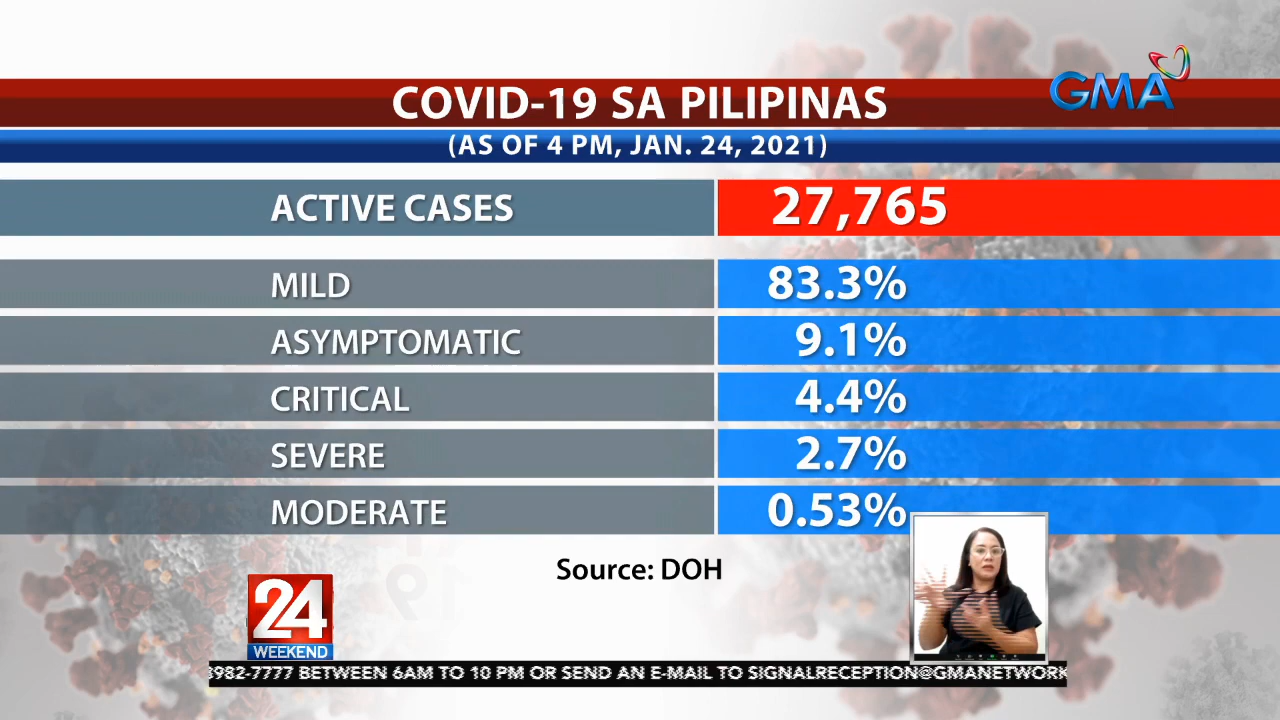 COVID-19 SA PILIPINAS
GMA
(AS OF 4 PM, JAN. 24, 2021)
ACTIVE CASES 27,765
MILD 83.3%
ASYMPTOMATIC 9.1%
CRITICAL 4.4%
SEVERE 2.7%
MODERATE 0.53%
Source: DOH
24
WEEKEND
8982-7777 BETWEEN 6AM TO 10 PM OR SEND AN E-MAIL TO SIGNALRECEPTION@GMANETWORK